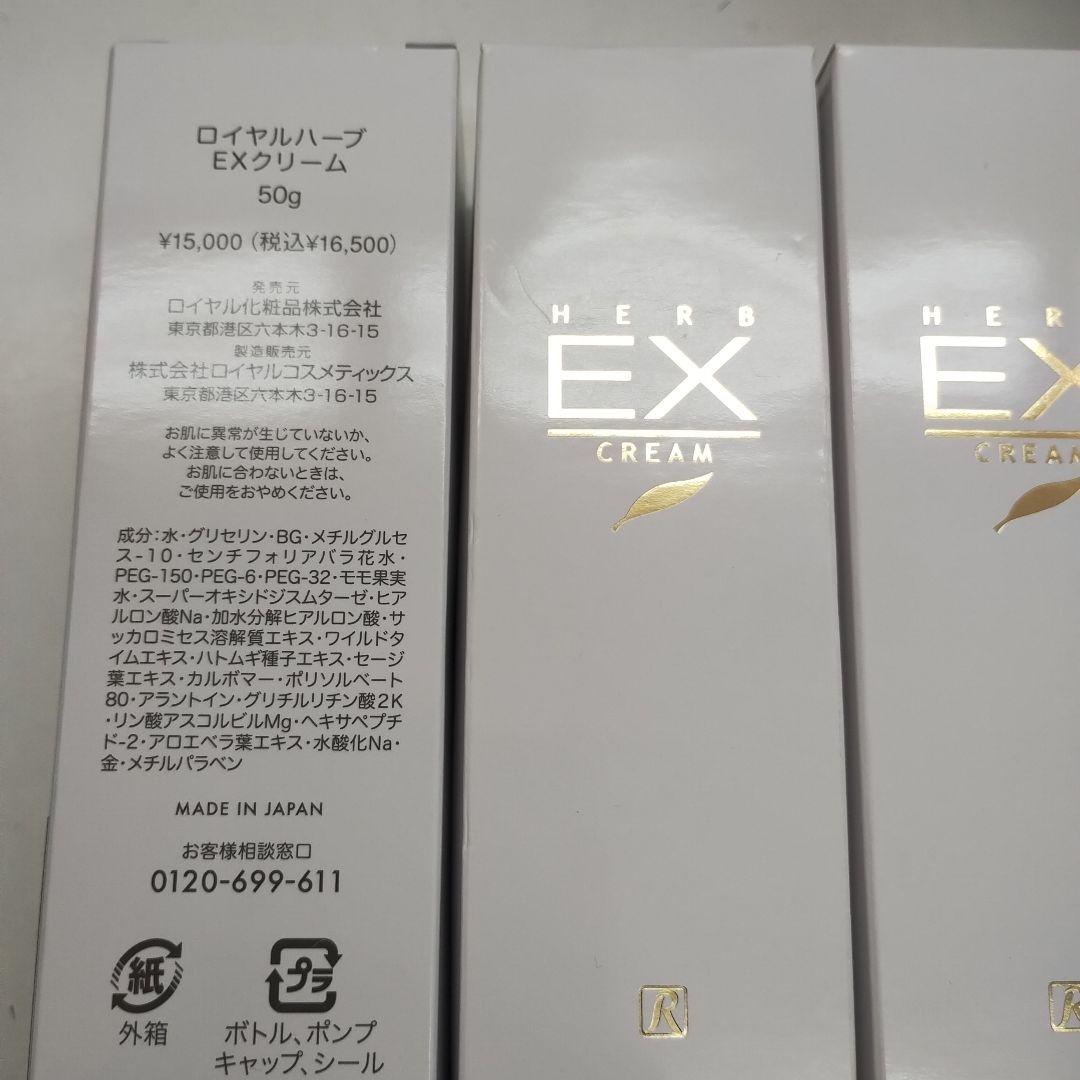 ロイヤルハーブ
EXクリーム
50g
¥15,000（税込¥16,500）
発売元
ロイヤル化粧品株式会社
東京都港区六本木3-16-15
製造販売元
株式会社ロイヤルコスメティックス
東京都港区六本木3-16-15
お肌に異常が生じていないか、
よく注意して使用してください。
お肌に合わないときは、
ご使用をおやめください。
成分：水・グリセリン・BG・メチルグルセ
ス-10・センチフォリアバラ花水・
PEG-150・PEG-6・PEG-32・モモ果実
水・スーパーオキシドジスムターゼ・ヒア
ルロン酸Na・加水分解ヒアルロン酸・サ
ッカロミセス溶解質エキス・ワイルドタ
イムエキス・ハトムギ種子エキス・セージ
葉エキス・カルボマー・ポリソルベート
80・アラントイン・グリチルリチン酸2K
・リン酸アスコルビルMg・ヘキサペプチ
ド-2・アロエベラ葉エキス・水酸化Na・
金・メチルパラベン
MADE IN JAPAN
お客様相談窓口
0120-699-611
紙
外箱
プラ
ボトル、ポンプ
キャップ、シール
HERB
EX
CREAM
R
HER
EX
CREAM
R